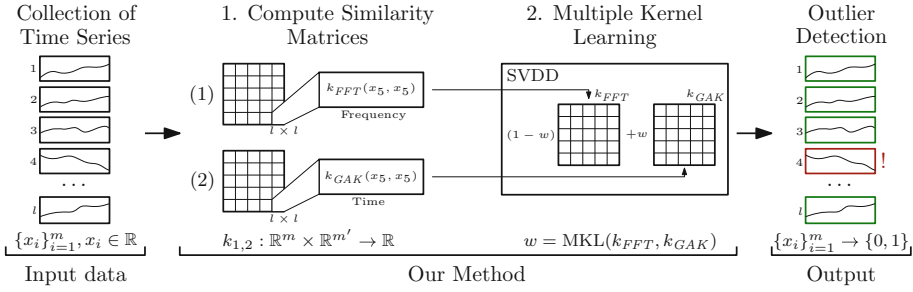 Collection of
Time Series
1
2
3
4
...
l
{x_i}_{i=1}^m, x_i ∈ ℝ
Input data
1. Compute Similarity
Matrices
(1)
l × l
k_{FFT}(x_5, x_5)
Frequency
(2)
l × l
k_{GAK}(x_5, x_5)
Time
k_{1,2} : ℝ^m × ℝ^{m'} → ℝ
2. Multiple Kernel
Learning
SVDD
k_{FFT}
k_{GAK}
(1 − w)
+w
w = MKL(k_{FFT}, k_{GAK})
Our Method
Outlier
Detection
1
2
3
4
!
...
l
{x_i}_{i=1}^m → {0, 1}
Output